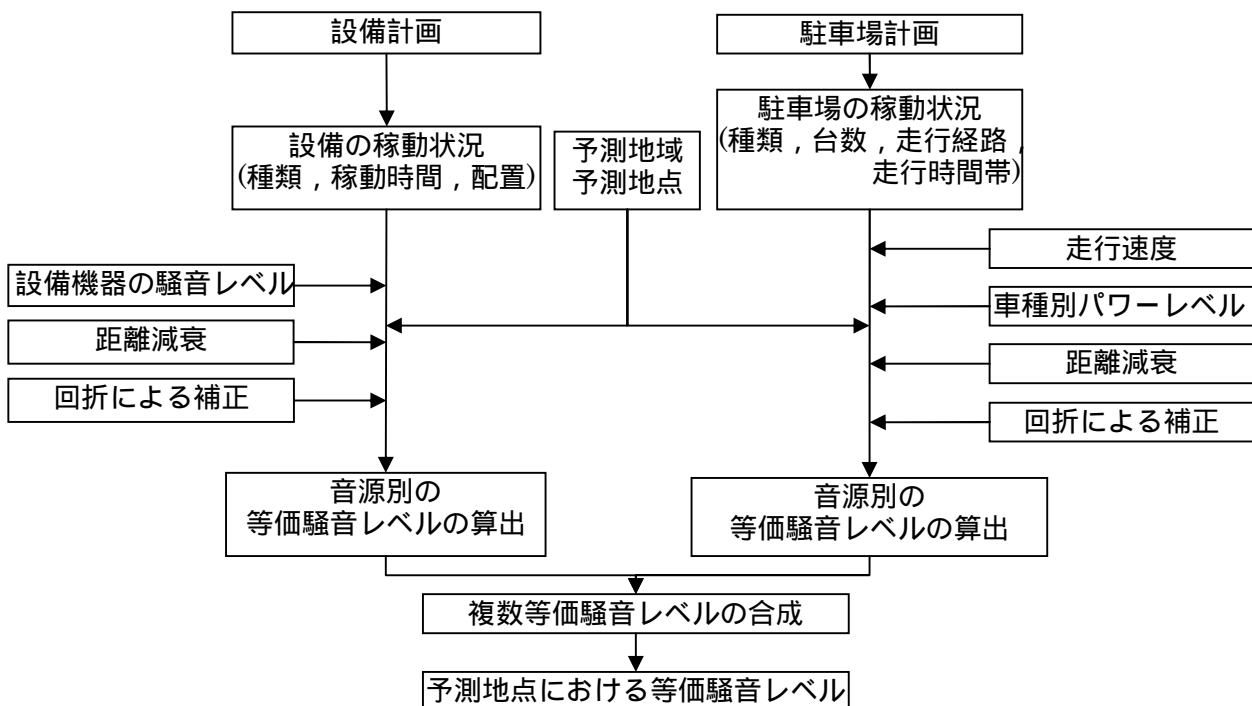 設備計画
駐車場計画
設備の稼動状況
(種類，稼動時間，配置)
予測地域
予測地点
駐車場の稼動状況
(種類，台数，走行経路，
走行時間帯)
設備機器の騒音レベル
距離減衰
回折による補正
走行速度
車種別パワーレベル
距離減衰
回折による補正
音源別の
等価騒音レベルの算出
音源別の
等価騒音レベルの算出
複数等価騒音レベルの合成
予測地点における等価騒音レベル